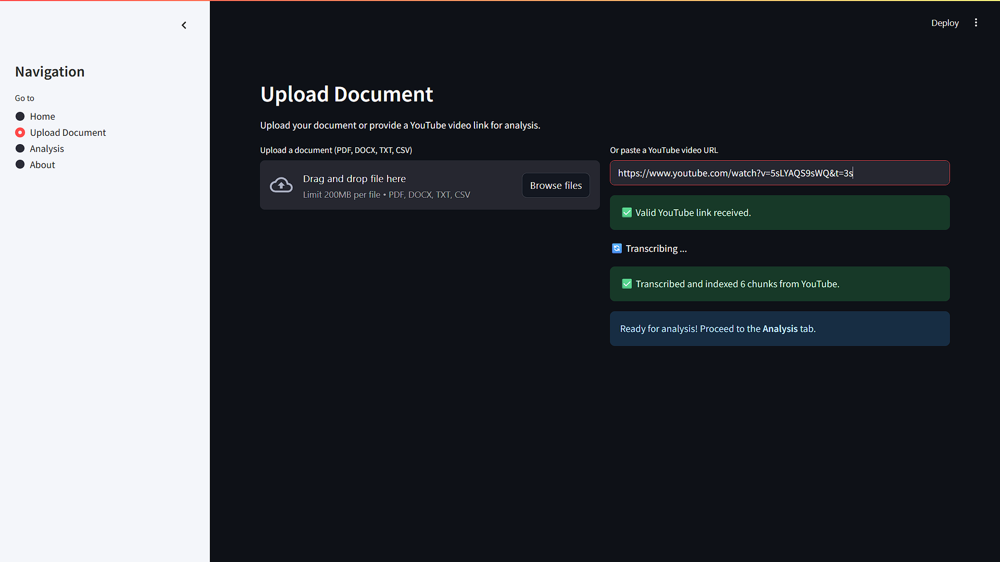 Deploy
Navigation
Go to
Home
Upload Document
Analysis
About
Upload Document
Upload your document or provide a YouTube video link for analysis.
Upload a document (PDF, DOCX, TXT, CSV)
Drag and drop file here
Limit 200MB per file • PDF, DOCX, TXT, CSV
Browse files
Or paste a YouTube video URL
https://www.youtube.com/watch?v=5sLYAQS9sWQ&t=3s
✅ Valid YouTube link received.
🔄 Transcribing ...
✅ Transcribed and indexed 6 chunks from YouTube.
Ready for analysis! Proceed to the Analysis tab.